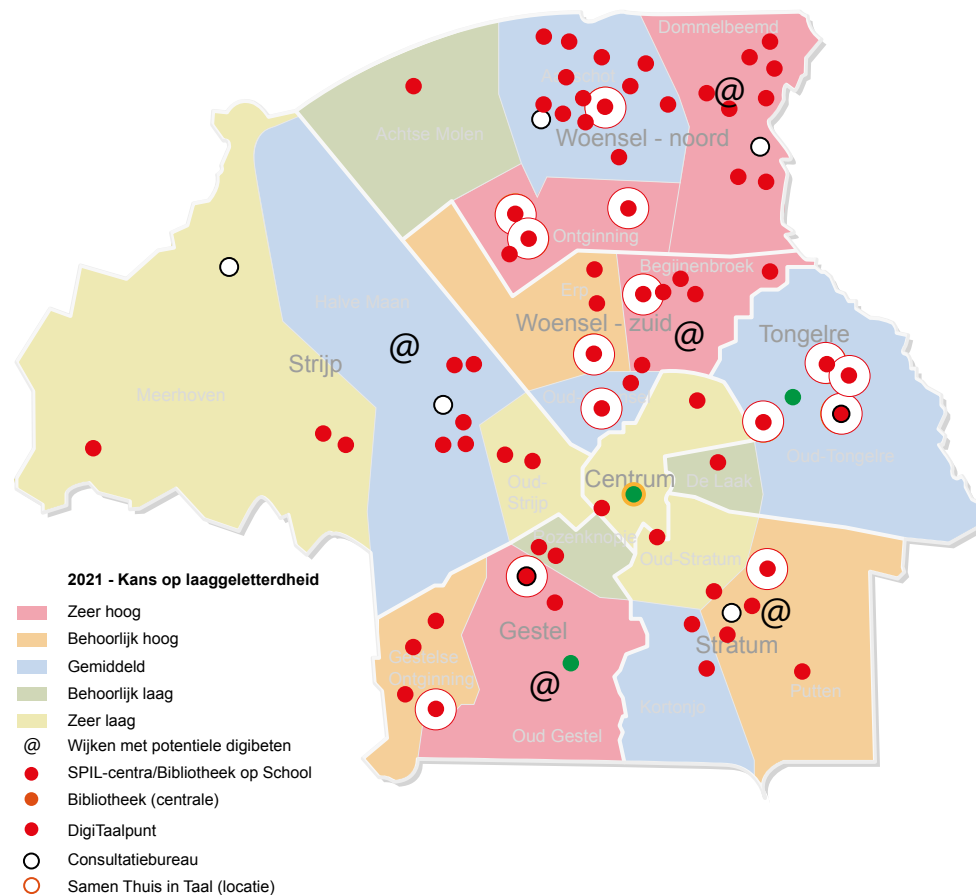 Dommelbeemd
@
Achtse Molen
Woensel - noord
Ontginning
Begijnenbroek
Erp
Woensel - zuid
@
Tongelre
Halve Maan
@
Strijp
Meerhoven
Oud-Tongelre
De Laak
Centrum
Oud-
Strijp
Rozenknopje
Oud-Stratum
@
Gestel
Stratum
Gestelse
Ontginning
@
Kortonjo
Putten
Oud Gestel
2021 - Kans op laaggeletterdheid
Zeer hoog
Behoorlijk hoog
Gemiddeld
Behoorlijk laag
Zeer laag
@ Wijken met potentiele digibeten
SPIL-centra/Bibliotheek op School
Bibliotheek (centrale)
DigiTaalpunt
Consultatiebureau
Samen Thuis in Taal (locatie)